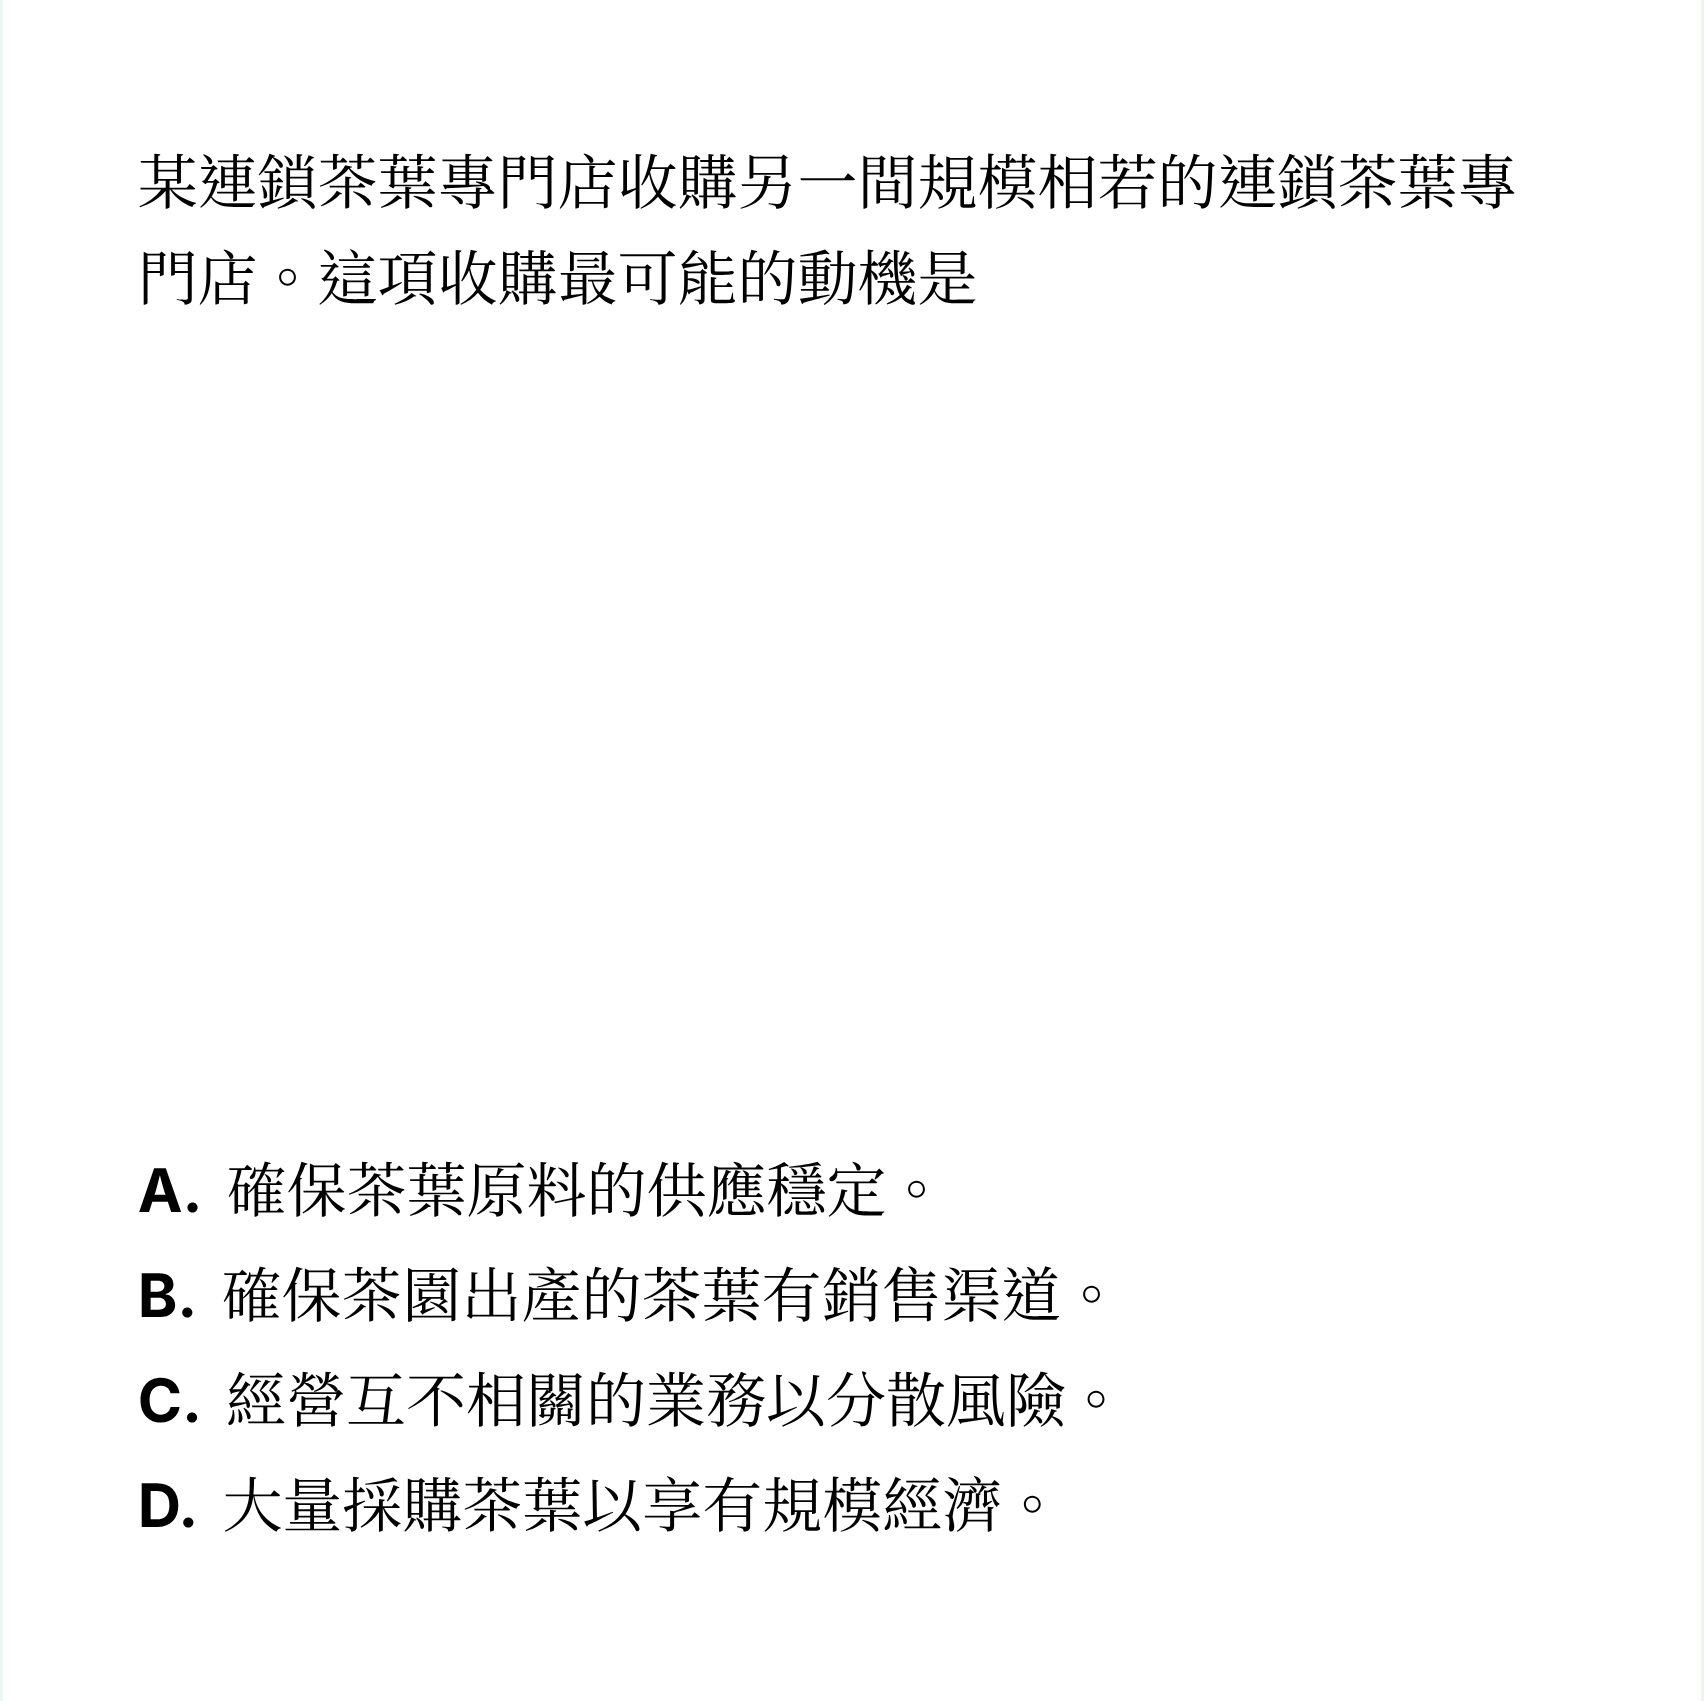 某連鎖茶葉專門店收購另一間規模相若的連鎖茶葉專
門店。這項收購最可能的動機是
A. 確保茶葉原料的供應穩定。
B. 確保茶園出產的茶葉有銷售渠道。
C. 經營互不相關的業務以分散風險。
D. 大量採購茶葉以享有規模經濟。